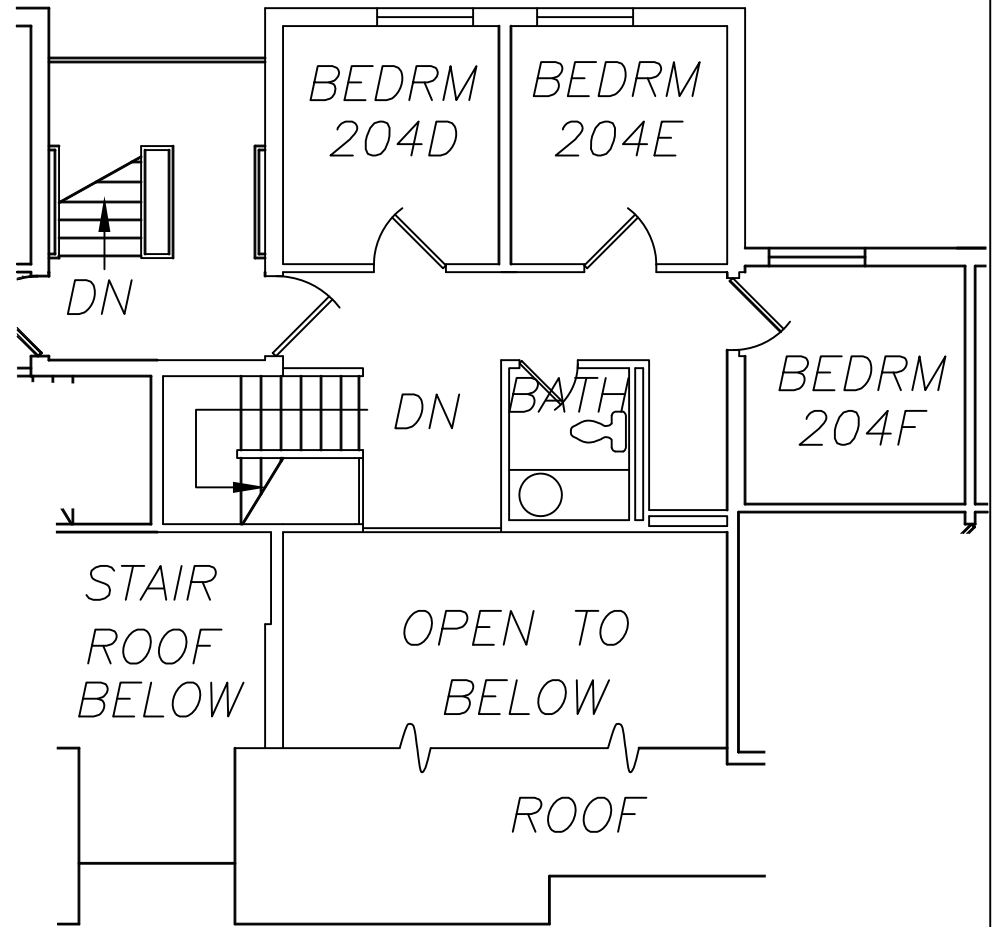 BEDRM
204D
BEDRM
204E
DN
BEDRM
204F
DN
BATH
STAIR
ROOF
BELOW
OPEN TO
BELOW
ROOF